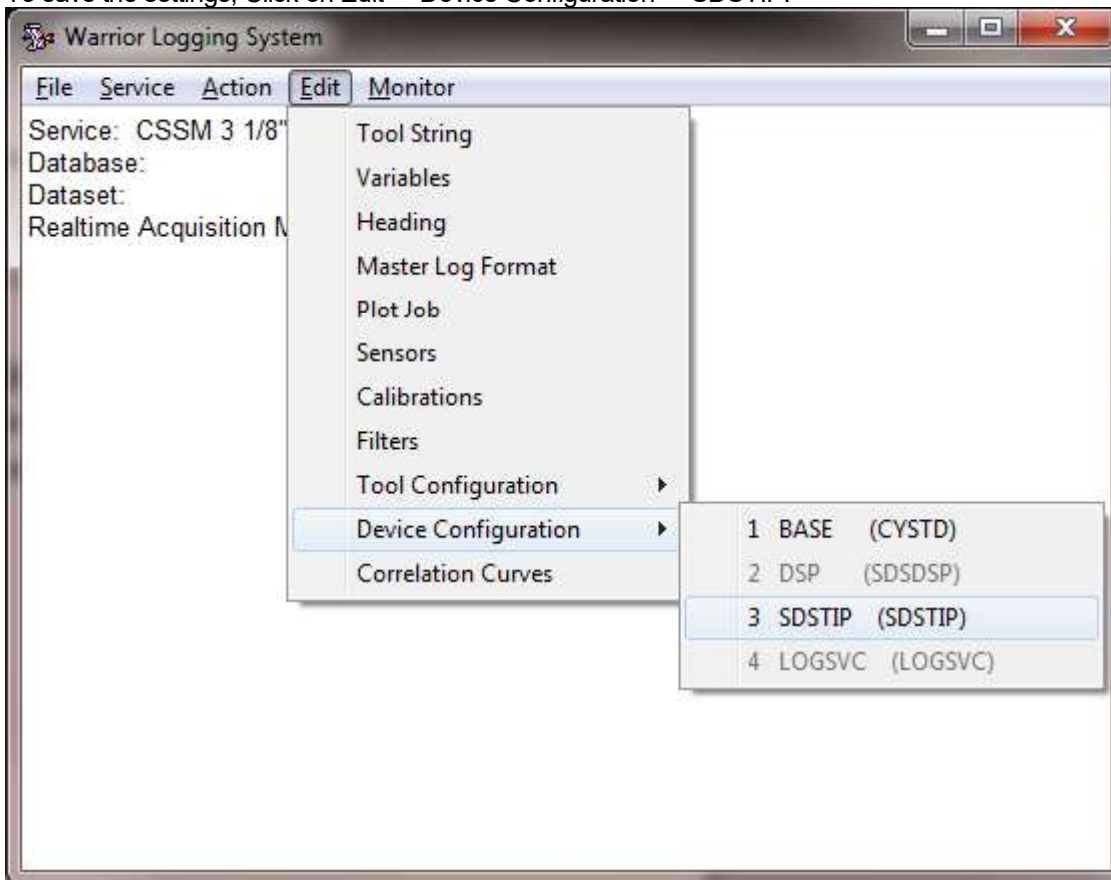 Warrior Logging System
File Service Action Edit Monitor
Service: CSSM 3 1/8"
Database:
Dataset:
Realtime Acquisition
Tool String
Variables
Heading
Master Log Format
Plot Job
Sensors
Calibrations
Filters
Tool Configuration
Device Configuration
Correlation Curves
1 BASE (CYSTD)
2 DSP (SDSDSP)
3 SDSTIP (SDSTIP)
4 LOGSVC (LOGSVC)